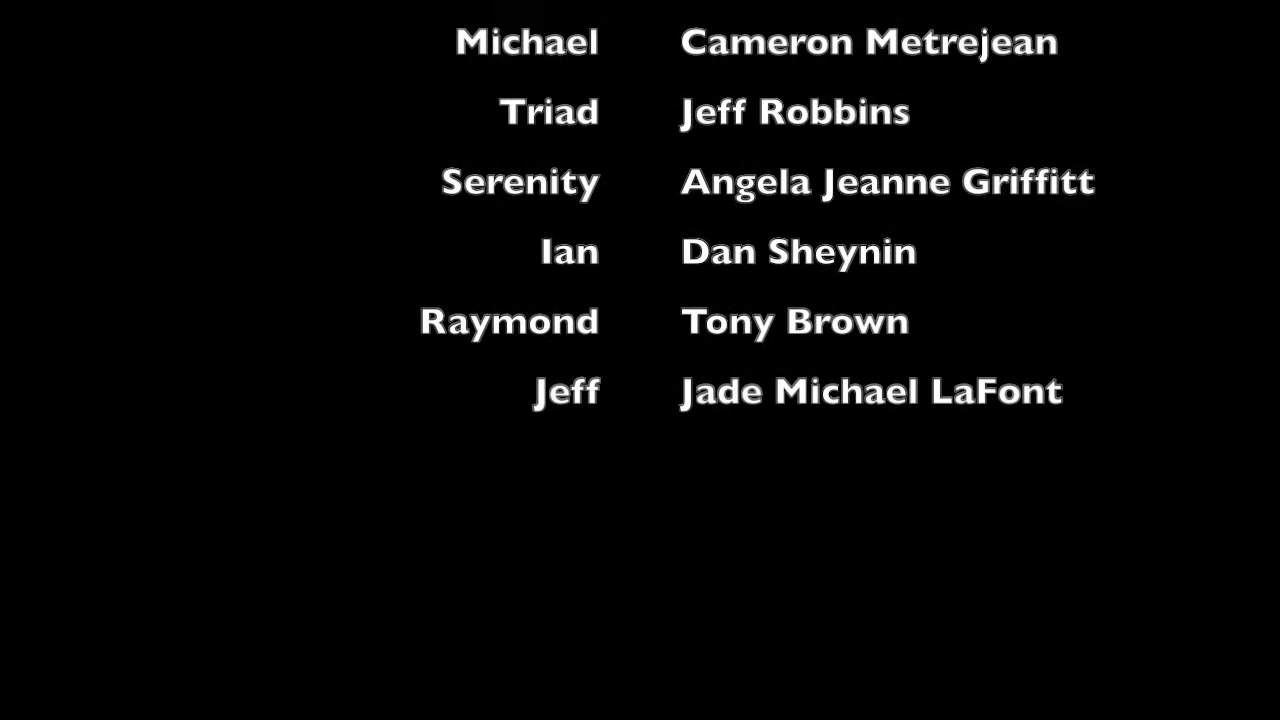 Michael Cameron Metrejean
Triad Jeff Robbins
Serenity Angela Jeanne Griffitt
Ian Dan Sheynin
Raymond Tony Brown
Jeff Jade Michael LaFont